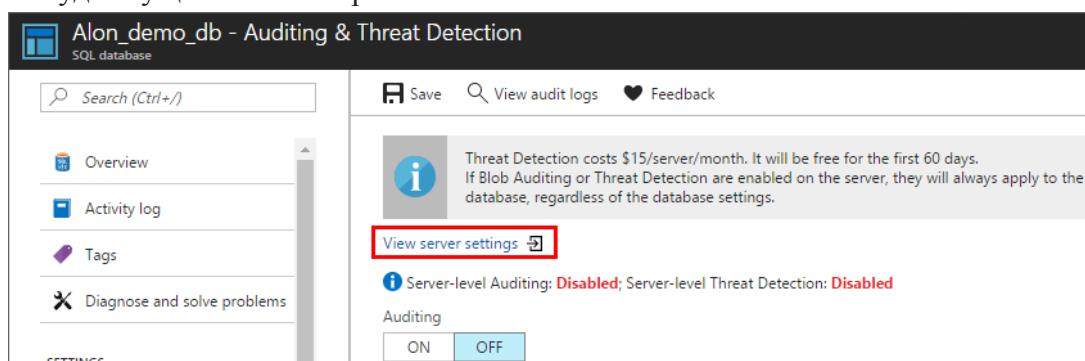 Alon_demo_db - Auditing & Threat Detection
SQL database
Search (Ctrl+/)
Save View audit logs Feedback
Overview
Activity log
Tags
Diagnose and solve problems
Threat Detection costs $15/server/month. It will be free for the first 60 days.
If Blob Auditing or Threat Detection are enabled on the server, they will always apply to the
database, regardless of the database settings.
View server settings
Server-level Auditing: Disabled; Server-level Threat Detection: Disabled
Auditing
ON OFF